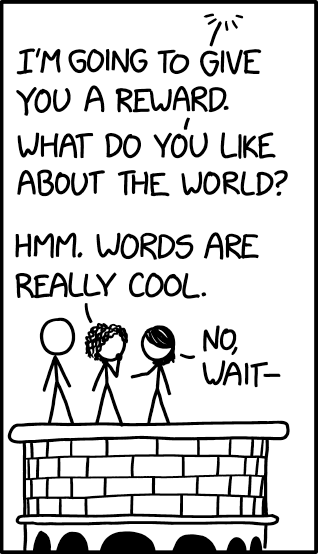 I'M GOING TO GIVE
YOU A REWARD.
WHAT DO YOU LIKE
ABOUT THE WORLD?
HMM. WORDS ARE
REALLY COOL.
NO,
WAIT—